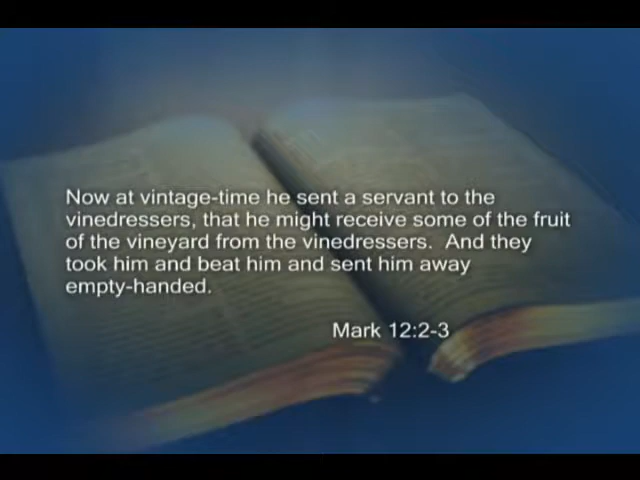 Now at vintage-time he sent a servant to the
vinedressers, that he might receive some of the fruit
of the vineyard from the vinedressers.  And they
took him and beat him and sent him away
empty-handed.
Mark 12:2-3